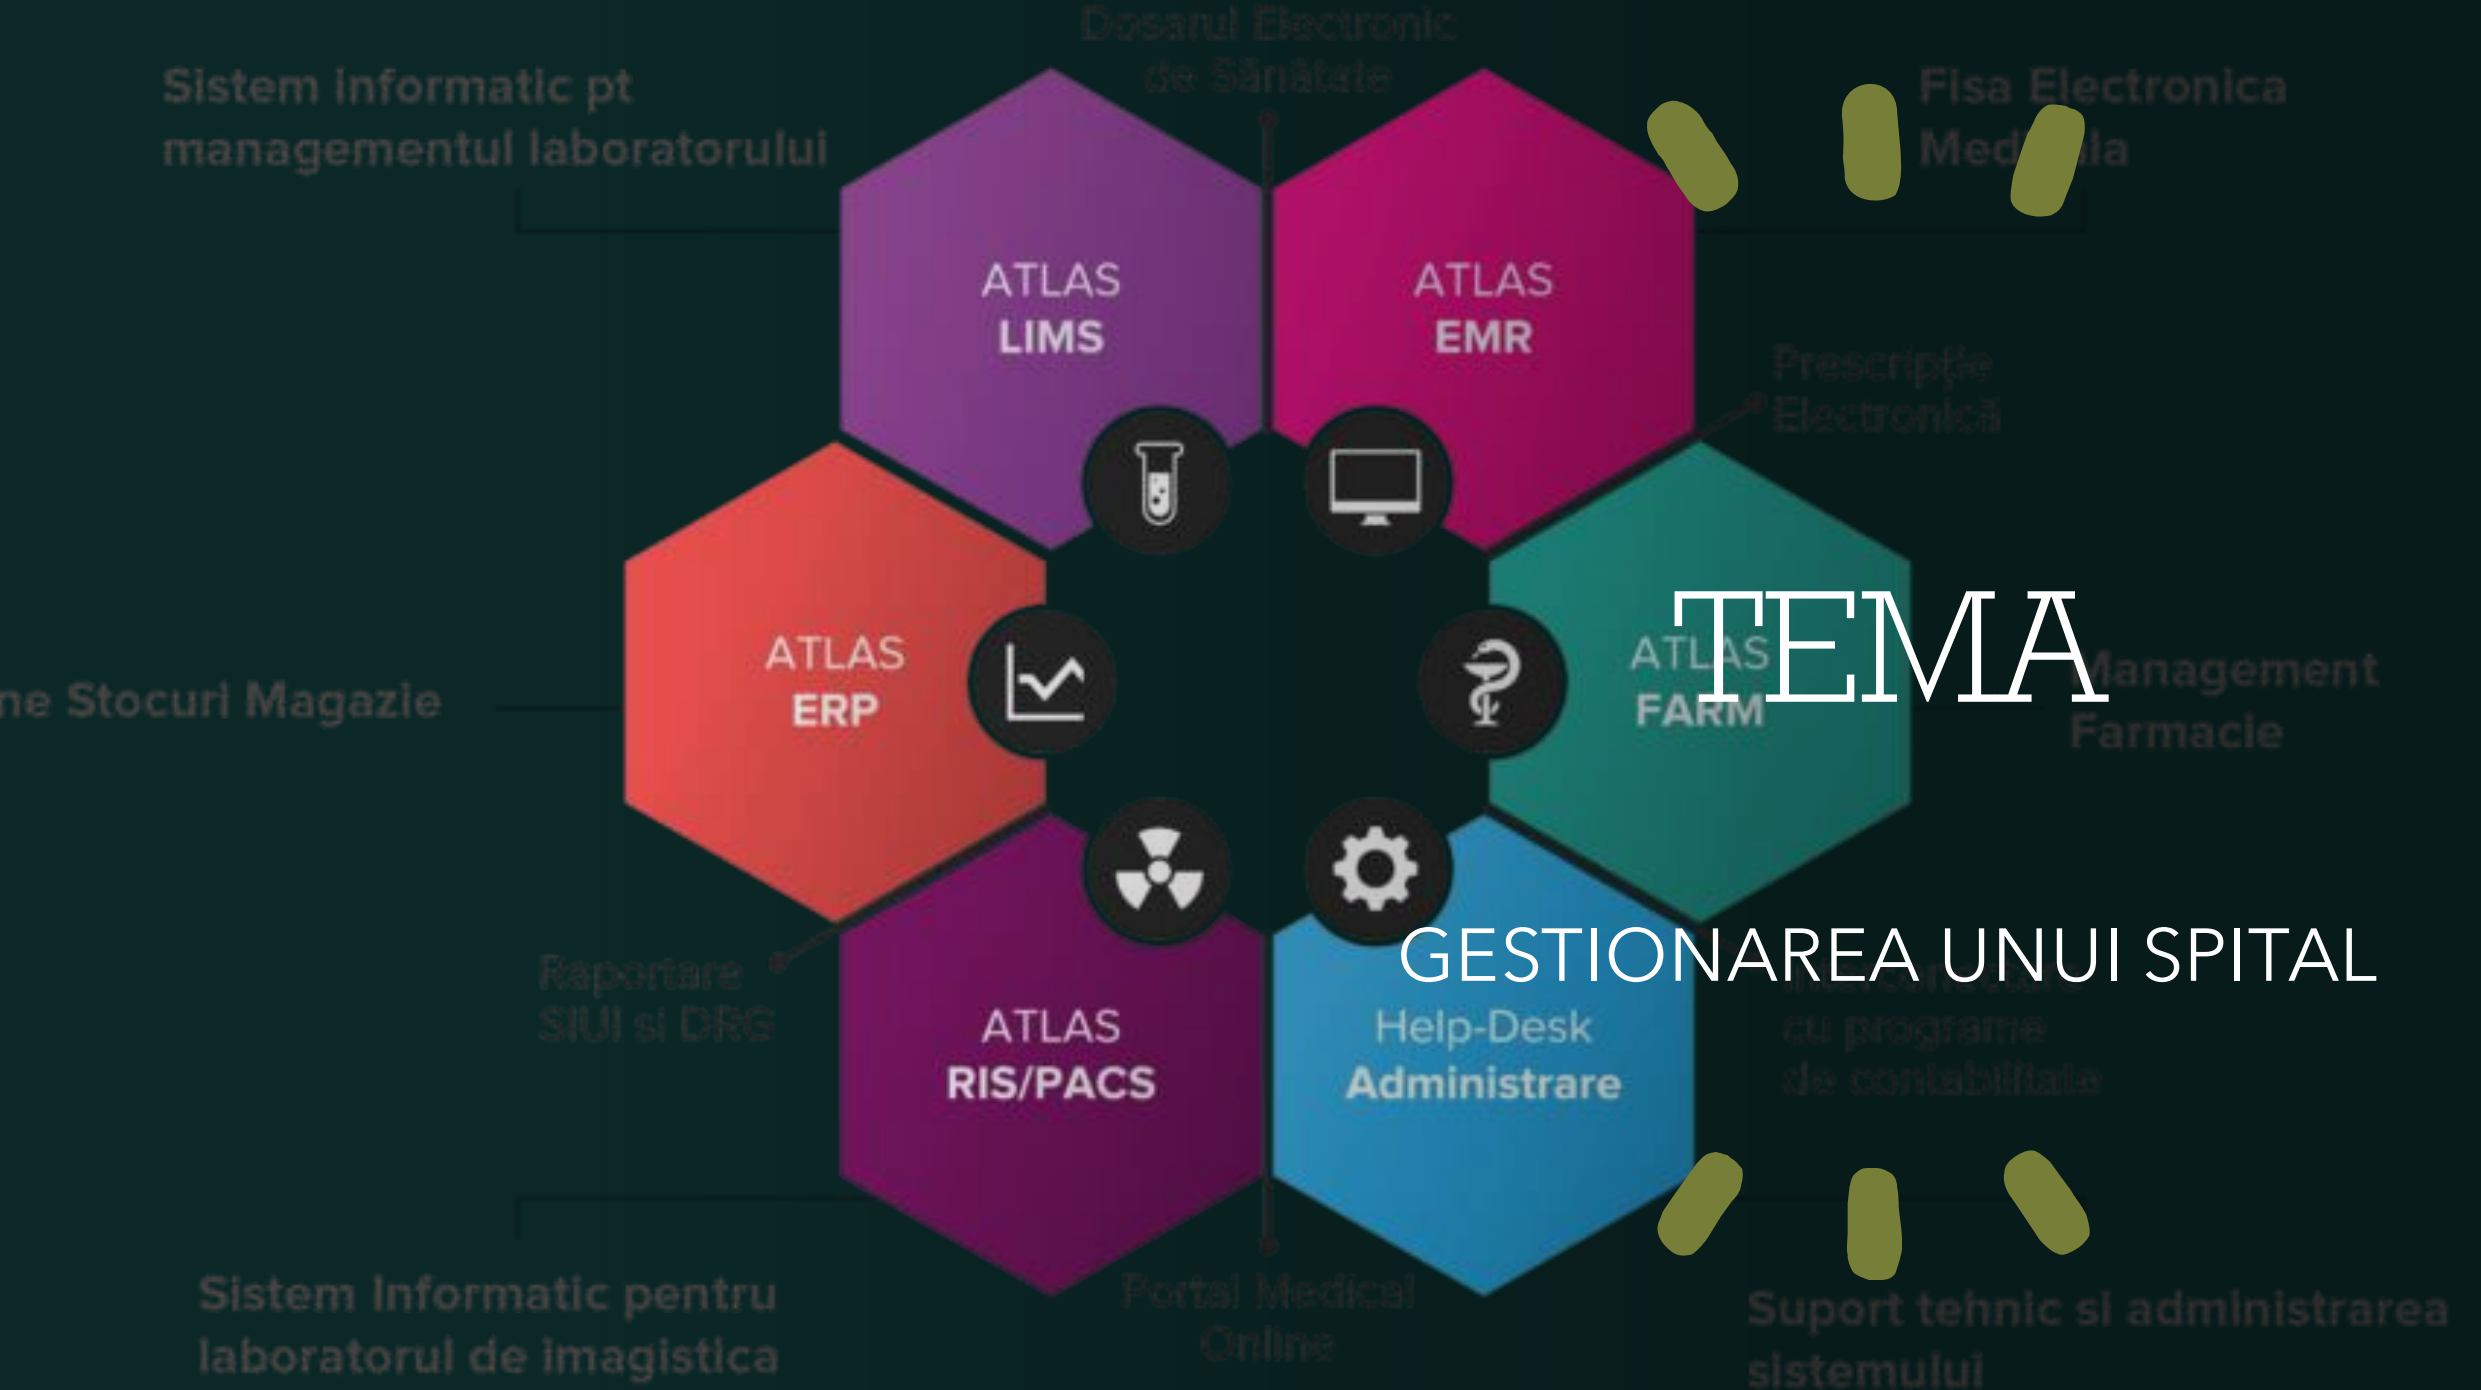 Dosarul Electronic
de Sănătate
Sistem informatic pt
managementul laboratorului
Fisa Electronica
ATLAS
LIMS
ATLAS
EMR
Prescripție
Electronică
ATLAS
ERP
ne Stocuri Magazie
ATLAS
FARM
TEMA
Management
Farmacie
GESTIONAREA UNUI SPITAL
Raportare
SIUI si DRG
ATLAS
RIS/PACS
Help-Desk
Administrare
cu programe
de contabilitate
Sistem Informatic pentru
laboratorul de imagistica
Portal Medical
Online
Suport tehnic si administrarea
sistemului